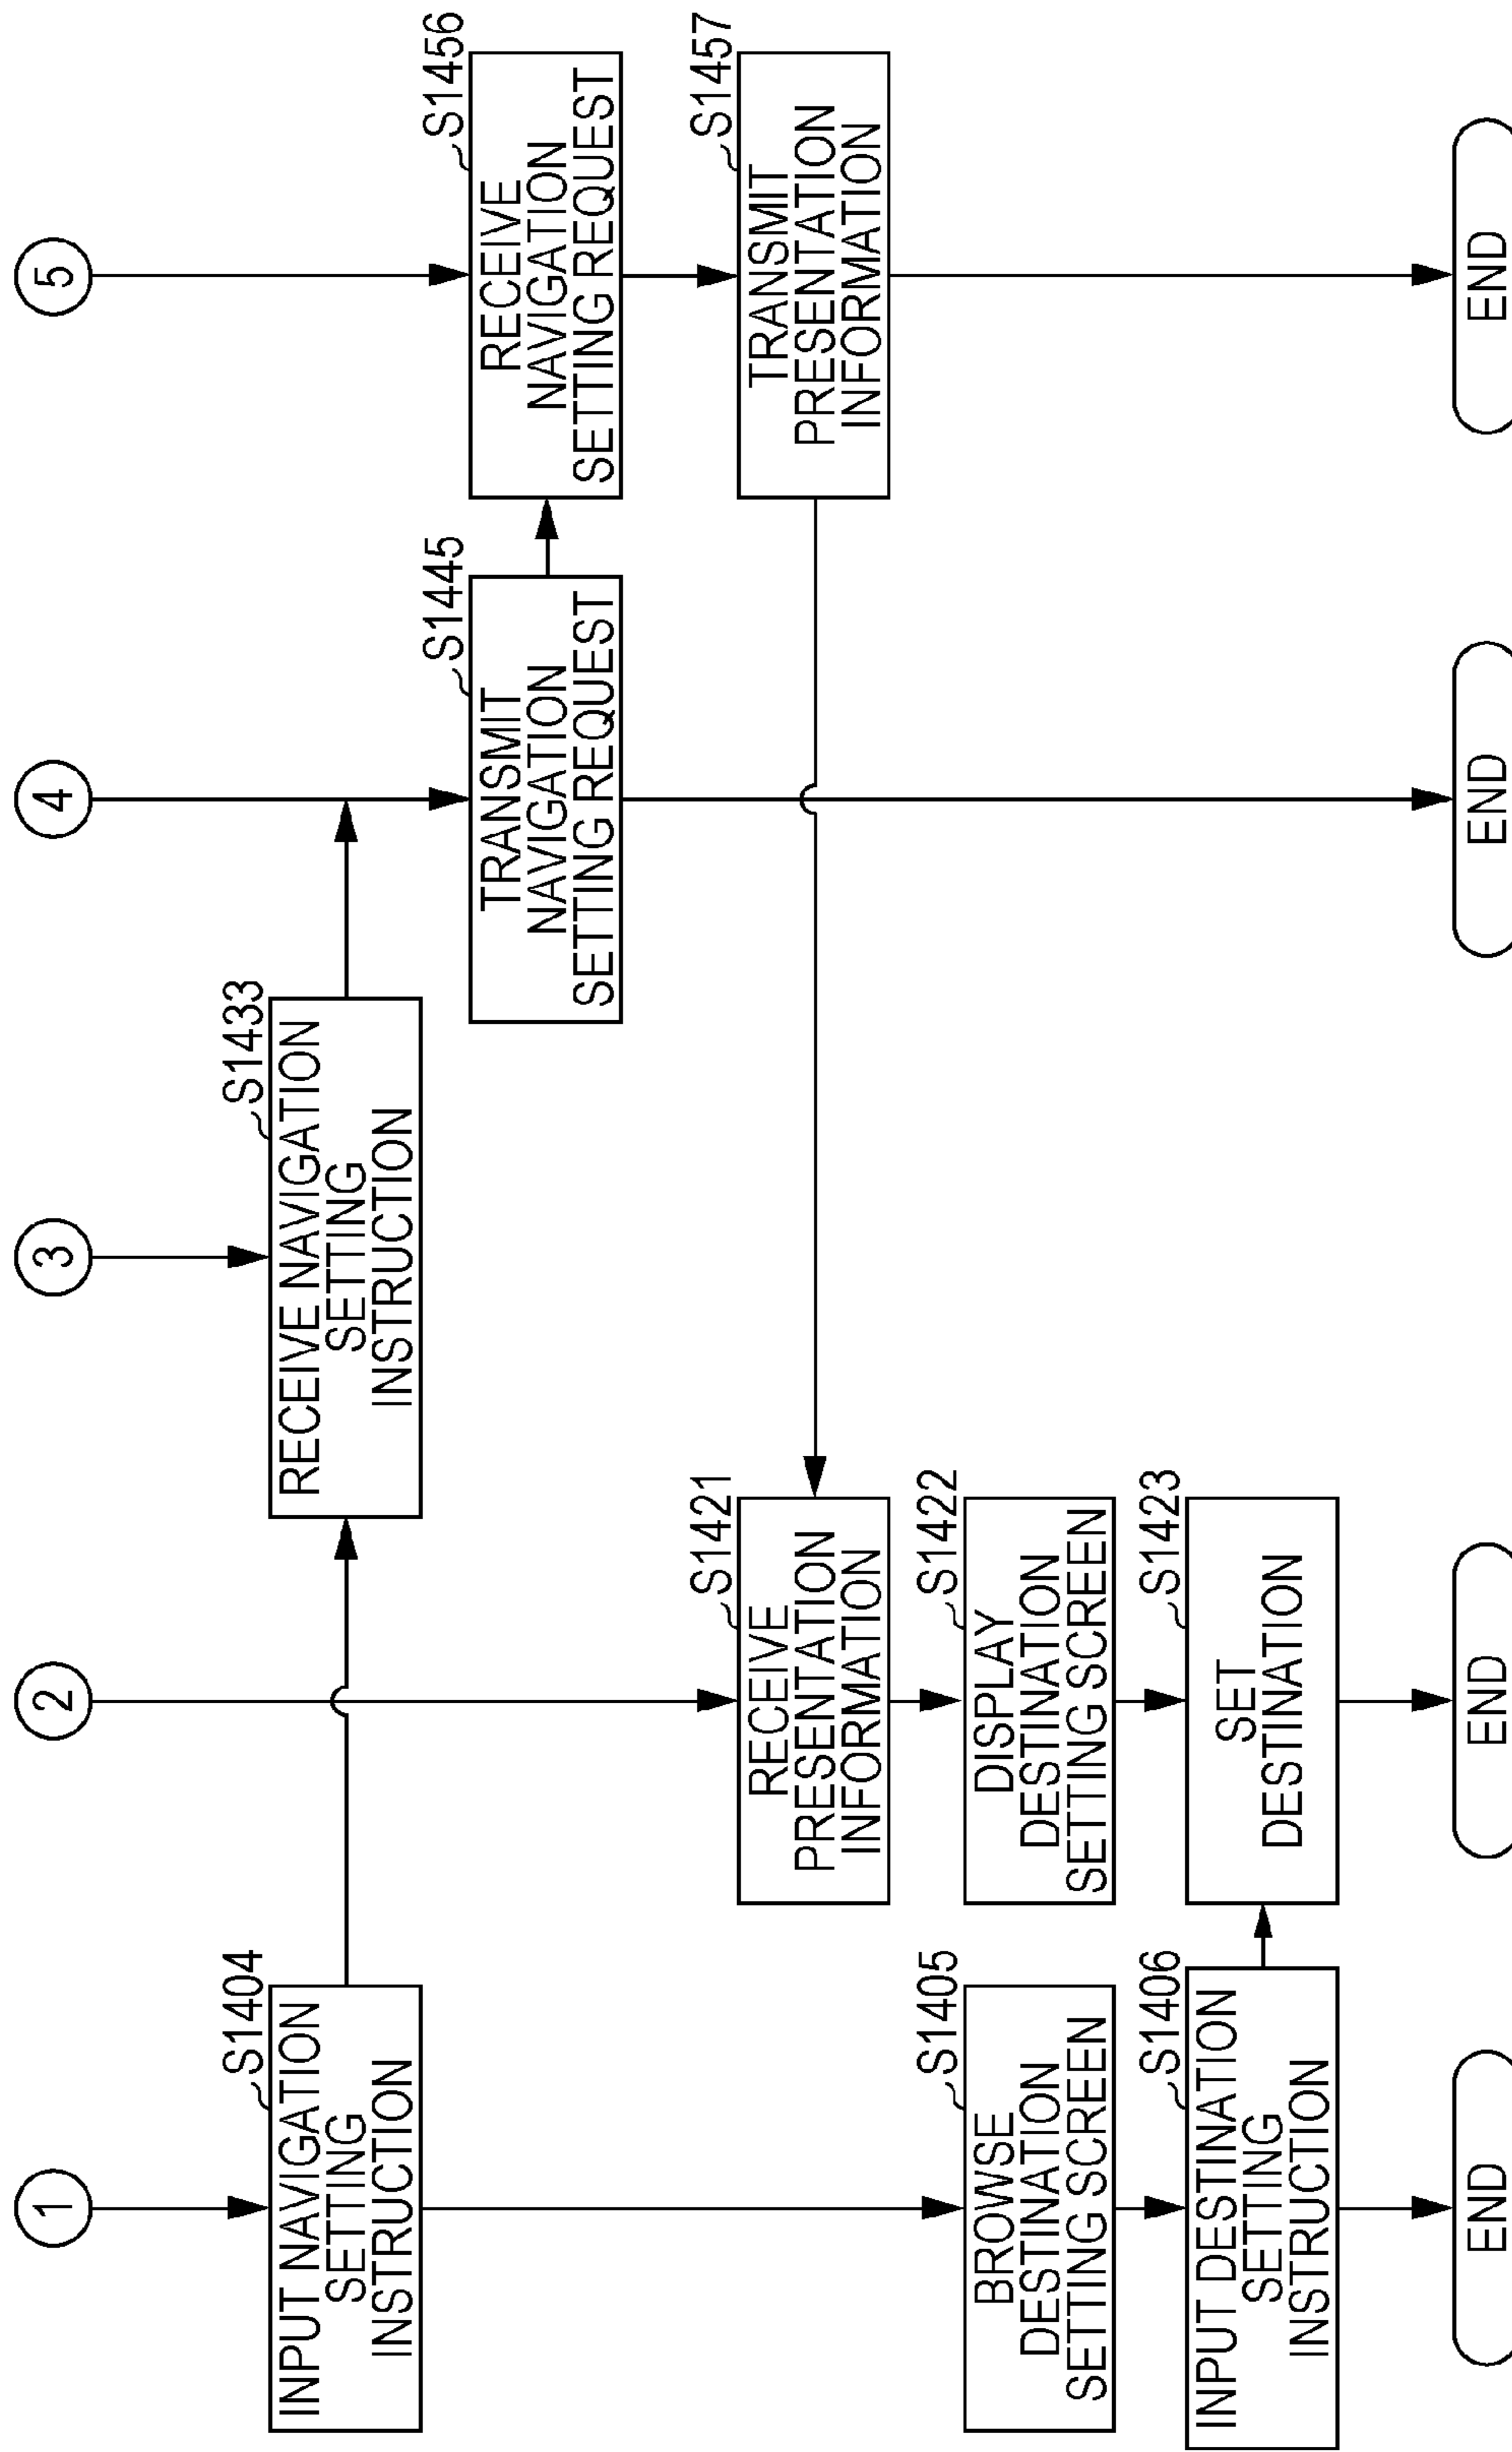 1
2
3
4
5
S1404
INPUT NAVIGATION
SETTING
INSTRUCTION
S1433
RECEIVE NAVIGATION
SETTING
INSTRUCTION
S1445
TRANSMIT
NAVIGATION
SETTING REQUEST
S1456
RECEIVE
NAVIGATION
SETTING REQUEST
S1421
RECEIVE
PRESENTATION
INFORMATION
S1457
TRANSMIT
PRESENTATION
INFORMATION
S1405
BROWSE
DESTINATION
SETTING SCREEN
S1422
DISPLAY
DESTINATION
SETTING SCREEN
S1406
INPUT DESTINATION
SETTING
INSTRUCTION
S1423
SET
DESTINATION
END
END
END
END